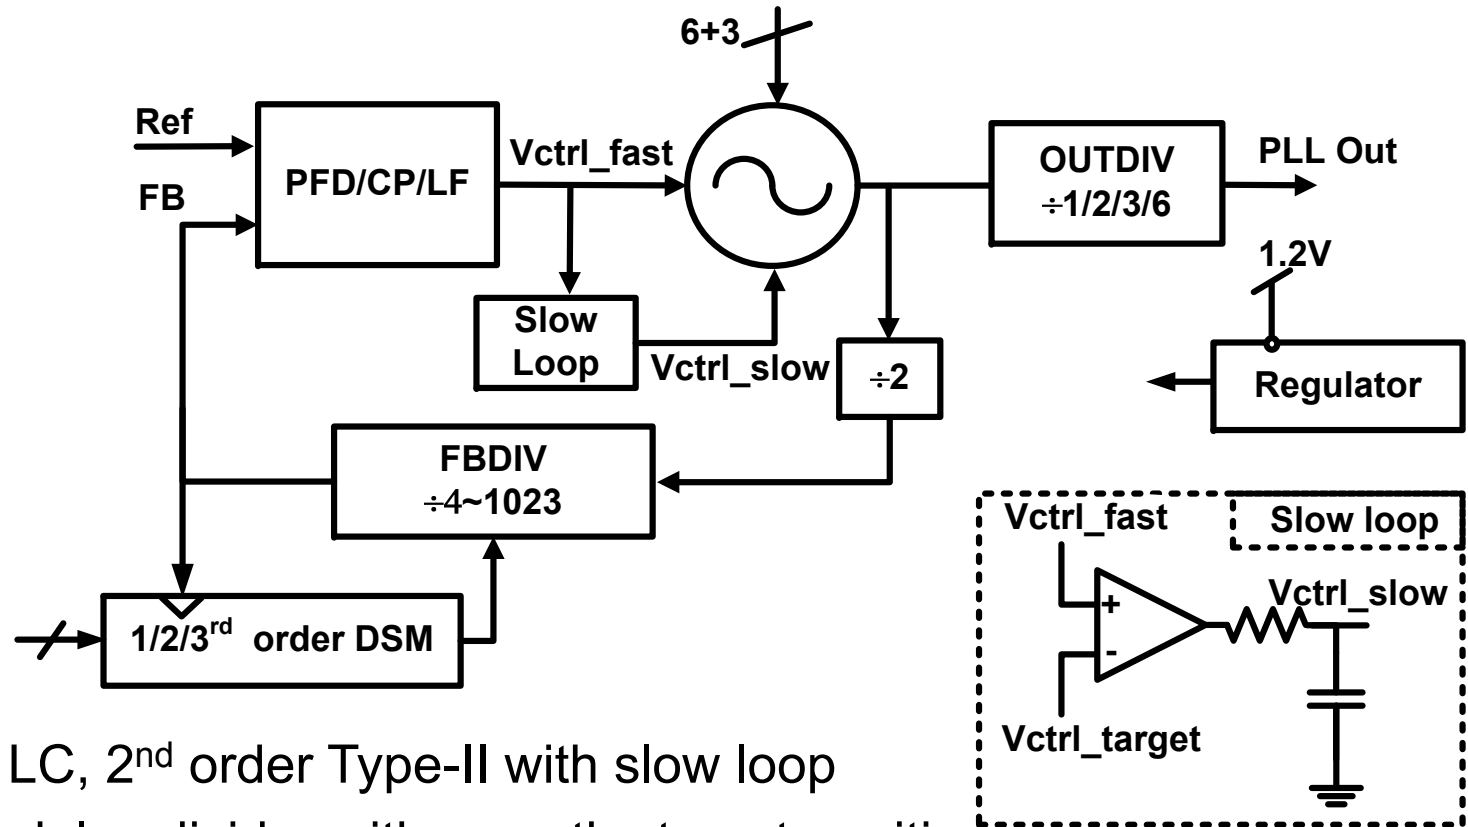 6+3
Ref
FB
PFD/CP/LF
Vctrl_fast
OUTDIV
÷1/2/3/6
PLL Out
1.2V
Slow
Loop
Vctrl_slow
÷2
Regulator
FBDIV
÷4~1023
1/2/3rd order DSM
Slow loop
Vctrl_fast
+
-
Vctrl_slow
Vctrl_target
LC, 2nd order Type-II with slow loop